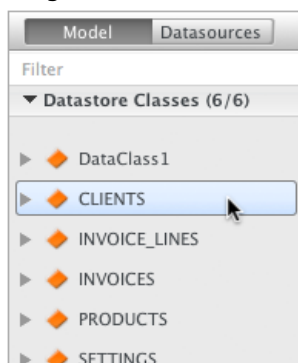 Model Datasources
Filter
Datastore Classes (6/6)
DataClass1
CLIENTS
INVOICE_LINES
INVOICES
PRODUCTS
SETTINGS